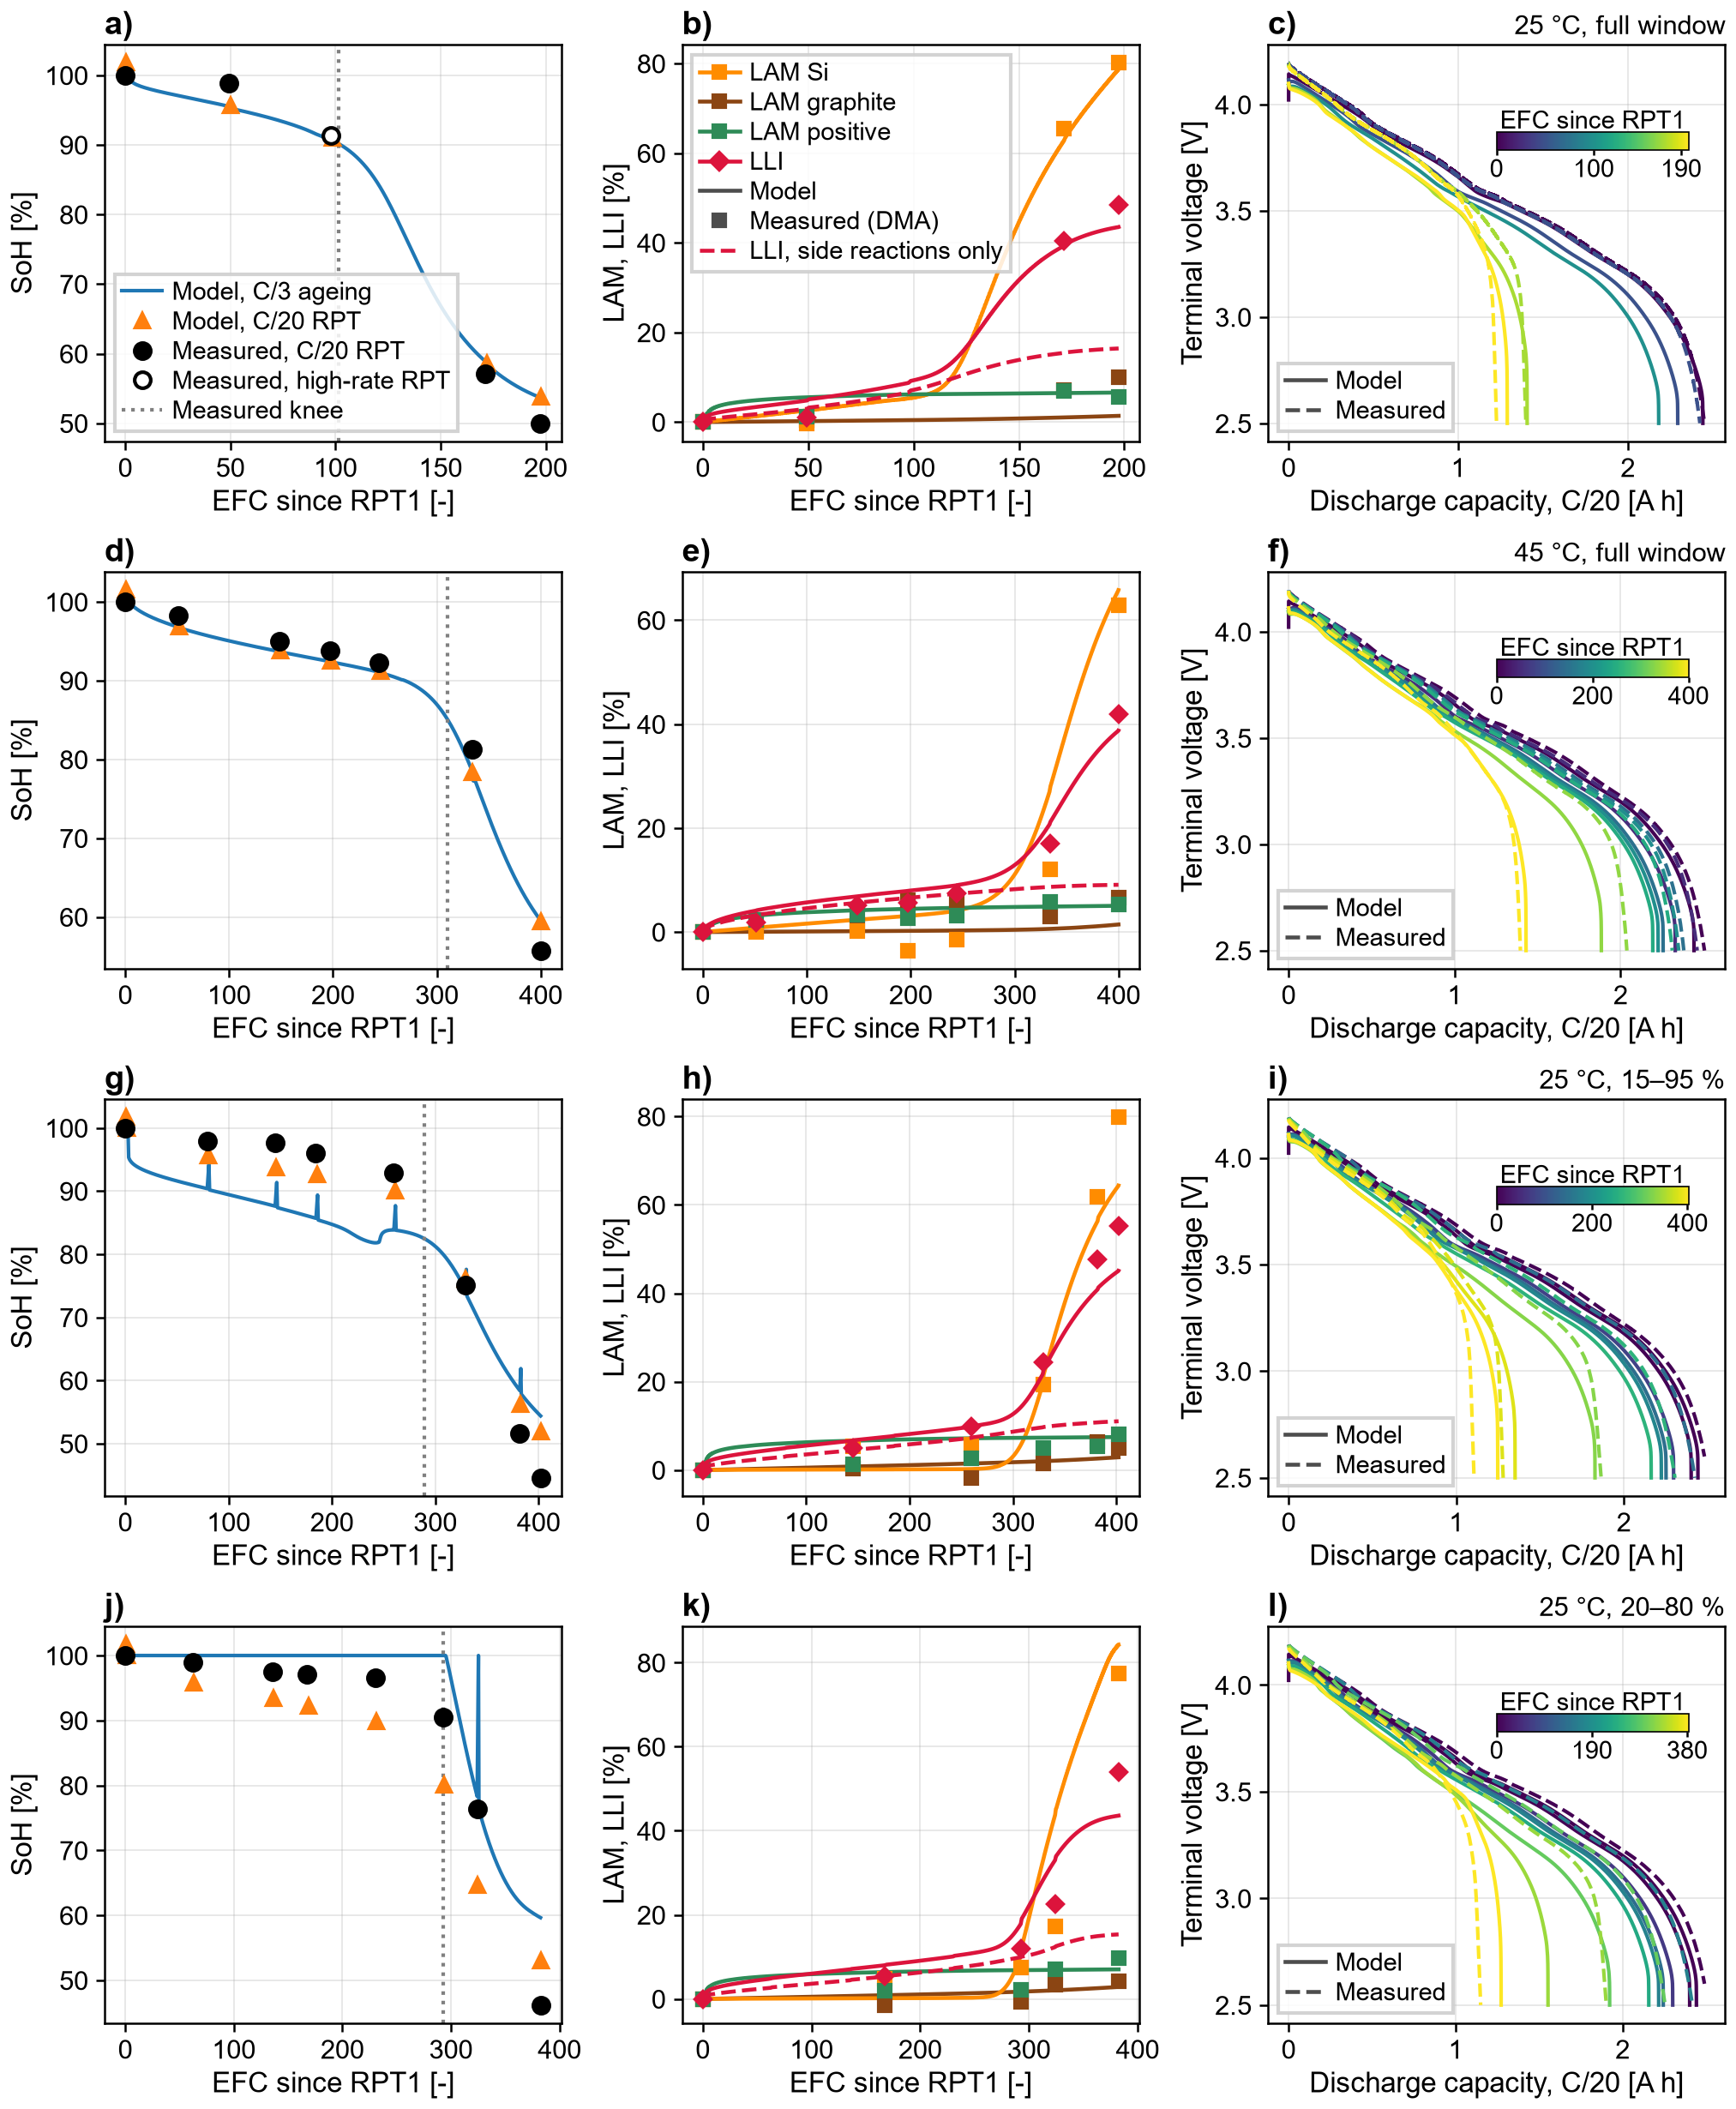 a)
100
90
80
70
60
50
SoH [%]
Model, C/3 ageing
Model, C/20 RPT
Measured, C/20 RPT
Measured, high-rate RPT
Measured knee
0 50 100 150 200
EFC since RPT1 [-]
b)
80
60
40
20
0
LAM, LLI [%]
LAM Si
LAM graphite
LAM positive
LLI
Model
Measured (DMA)
LLI, side reactions only
0 50 100 150 200
EFC since RPT1 [-]
c)
25 °C, full window
4.0
3.5
3.0
2.5
Terminal voltage [V]
EFC since RPT1
0 100 190
Model
Measured
0 1 2
Discharge capacity, C/20 [A h]
d)
100
90
80
70
60
SoH [%]
0 100 200 300 400
EFC since RPT1 [-]
e)
60
40
20
0
LAM, LLI [%]
0 100 200 300 400
EFC since RPT1 [-]
f)
45 °C, full window
4.0
3.5
3.0
2.5
Terminal voltage [V]
EFC since RPT1
0 200 400
Model
Measured
0 1 2
Discharge capacity, C/20 [A h]
g)
100
90
80
70
60
50
SoH [%]
0 100 200 300 400
EFC since RPT1 [-]
h)
80
60
40
20
0
LAM, LLI [%]
0 100 200 300 400
EFC since RPT1 [-]
i)
25 °C, 15–95 %
4.0
3.5
3.0
2.5
Terminal voltage [V]
EFC since RPT1
0 200 400
Model
Measured
0 1 2
Discharge capacity, C/20 [A h]
j)
100
90
80
70
60
50
SoH [%]
0 100 200 300 400
EFC since RPT1 [-]
k)
80
60
40
20
0
LAM, LLI [%]
0 100 200 300 400
EFC since RPT1 [-]
l)
25 °C, 20–80 %
4.0
3.5
3.0
2.5
Terminal voltage [V]
EFC since RPT1
0 190 380
Model
Measured
0 1 2
Discharge capacity, C/20 [A h]